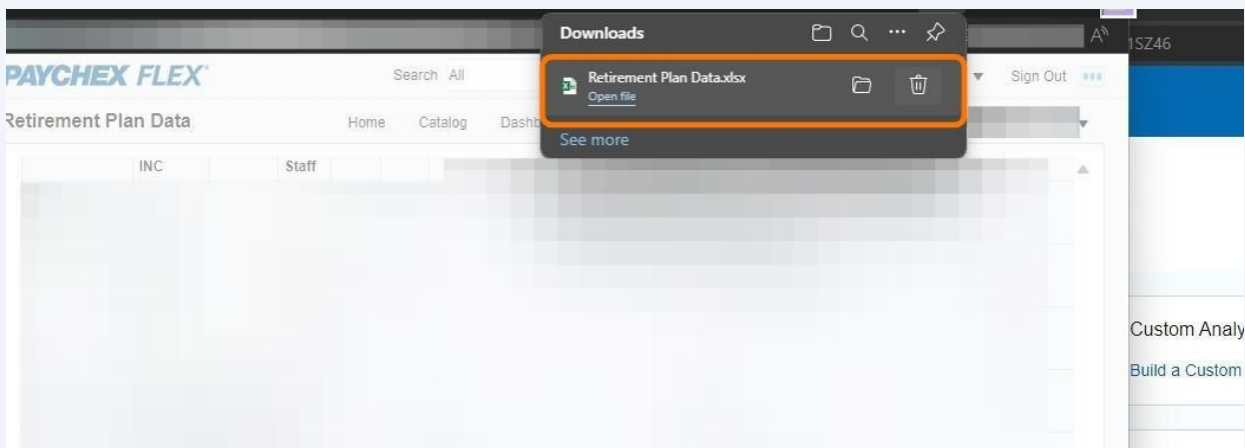 Downloads
1SZ46
PAYCHEX FLEX
Search All
Retirement Plan Data.xlsx
Open file
Sign Out
Retirement Plan Data
Home Catalog
See more
INC Staff
Custom Analy
Build a Custom